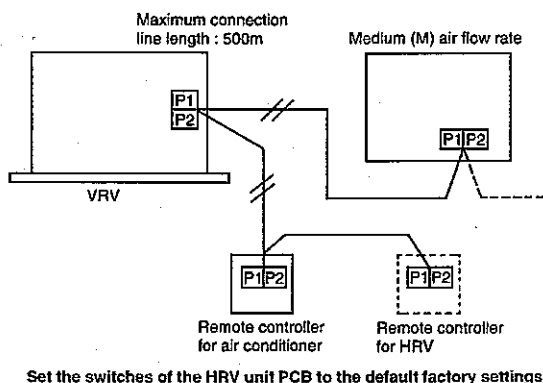 Maximum connection
line length : 500m
Medium (M) air flow rate
P1
P2
P1 P2
VRV
P1 P2
P1 P2
Remote controller
for air conditioner
Remote controller
for HRV
Set the switches of the HRV unit PCB to the default factory settings